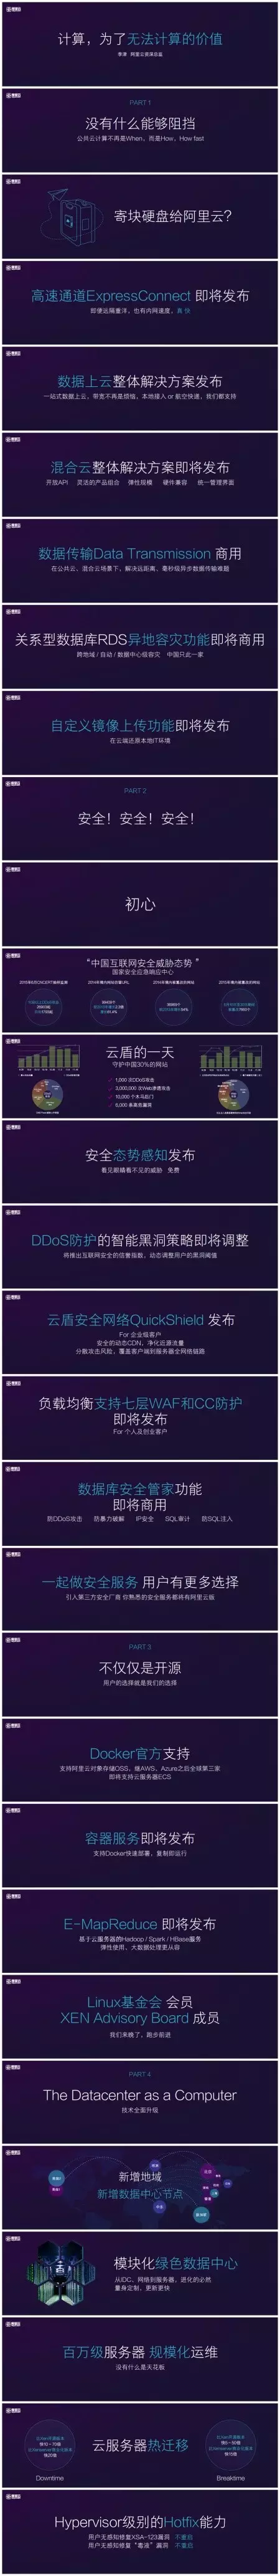 计算，为了无法计算的价值
PART 1
没有什么能够阻挡
公共云计算不再是When，而是How、How fast
寄块硬盘给阿里云？
高速通道ExpressConnect 即将发布
即便远隔重洋，也有内网速度，真 快
数据上云整体解决方案发布
一站式数据上云，带宽不再是烦恼，本地接入 or 航空快递，我们都支持
混合云整体解决方案即将发布
开放API 灵活的产品组合 弹性规模 硬件兼容 统一管理界面
数据传输Data Transmission 商用
在公共云、混合云场景下，解决远距离、毫秒级异步数据传输难题
关系型数据库RDS异地容灾功能即将商用
跨地域 / 自动 / 数据中心级容灾 中国只此一家
自定义镜像上传功能即将发布
在云端还原本地IT环境
PART 2
安全！安全！安全！
初心
“中国互联网安全威胁态势”
国家安全应急响应中心
云盾的一天
守护中国30%的网站
1,000 次DDoS攻击
3,000,000 次Web渗透攻击
10,000 个木马后门
6,000 条高危漏洞
安全态势感知发布
看见眼睛看不见的威胁 免费
DDoS防护的智能黑洞策略即将调整
将推出互联网安全的信誉指数，动态调整用户的黑洞阈值
云盾安全网络QuickShield 发布
For 企业级客户
安全的动态CDN，净化近源流量
分散攻击风险，覆盖客户端到服务器全网络链路
负载均衡支持七层WAF和CC防护
即将发布
For 个人及创业客户
数据库安全管家功能
即将商用
防DDoS攻击 防暴力破解 IP安全 SQL审计 防SQL注入
一起做安全服务 用户有更多选择
引入第三方安全厂商 你熟悉的安全服务都将有阿里云版
PART 3
不仅仅是开源
用户的选择就是我们的选择
Docker官方支持
支持阿里云对象存储OSS，继AWS、Azure之后全球第三家
即将支持云服务器ECS
容器服务即将发布
支持Docker快速部署，复制即运行
E-MapReduce 即将发布
基于云服务器的Hadoop / Spark / HBase服务
弹性使用，大数据处理更从容
Linux基金会 会员
XEN Advisory Board 成员
我们来晚了，跑步前进
PART 4
The Datacenter as a Computer
技术全面升级
新增地域
新增数据中心节点
模块化绿色数据中心
从IDC、网络到服务器，进化的必然
量身定制，更新更快
百万级服务器 规模化运维
没有什么是天花板
云服务器热迁移
Downtime
Breaktime
Hypervisor级别的Hotfix能力
用户无感知修复XSA-123漏洞 不重启
用户无感知修复“毒液”漏洞 不重启